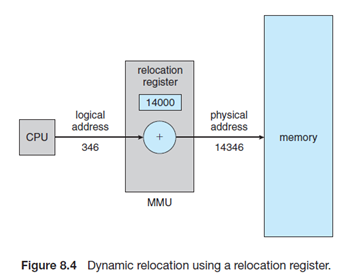 relocation
register
14000
logical
address
physical
address
CPU
+
memory
346
14346
MMU
Figure 8.4 Dynamic relocation using a relocation register.